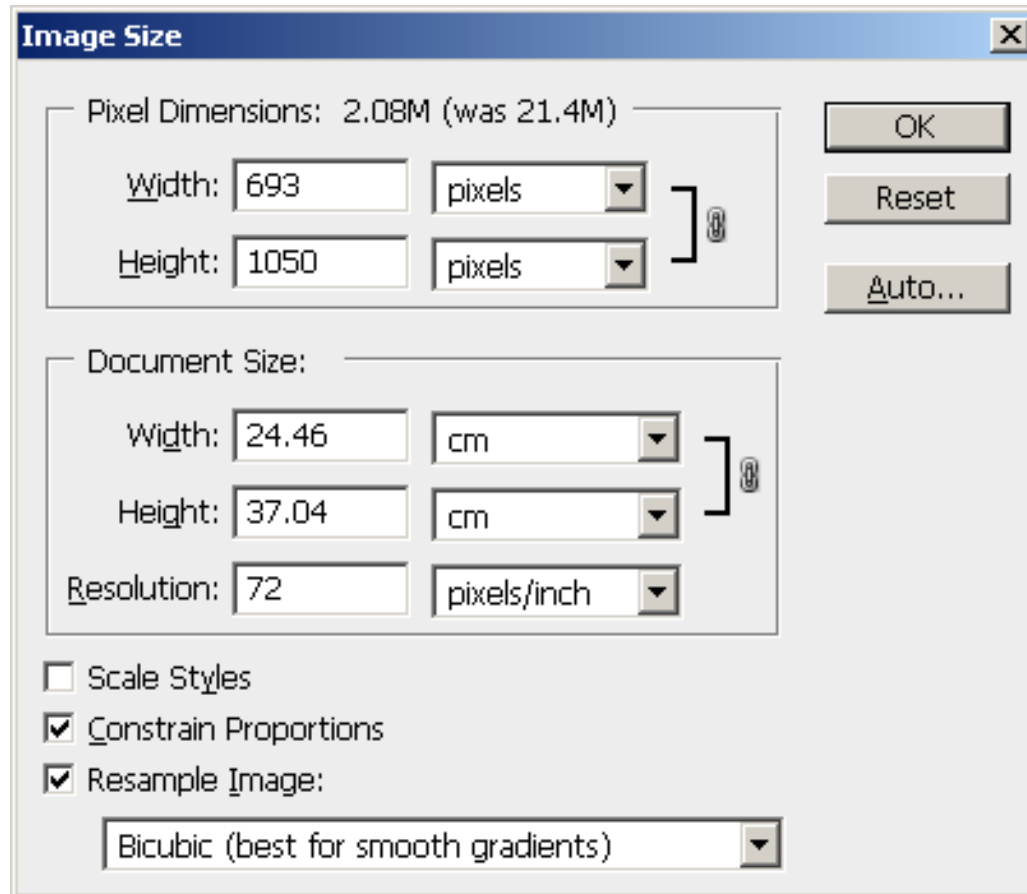 Image Size
Pixel Dimensions: 2.08M (was 21.4M)
OK
Width: 693 pixels
Reset
Height: 1050 pixels
Auto...
Document Size:
Width: 24.46 cm
Height: 37.04 cm
Resolution: 72 pixels/inch
Scale Styles
Constrain Proportions
Resample Image:
Bicubic (best for smooth gradients)